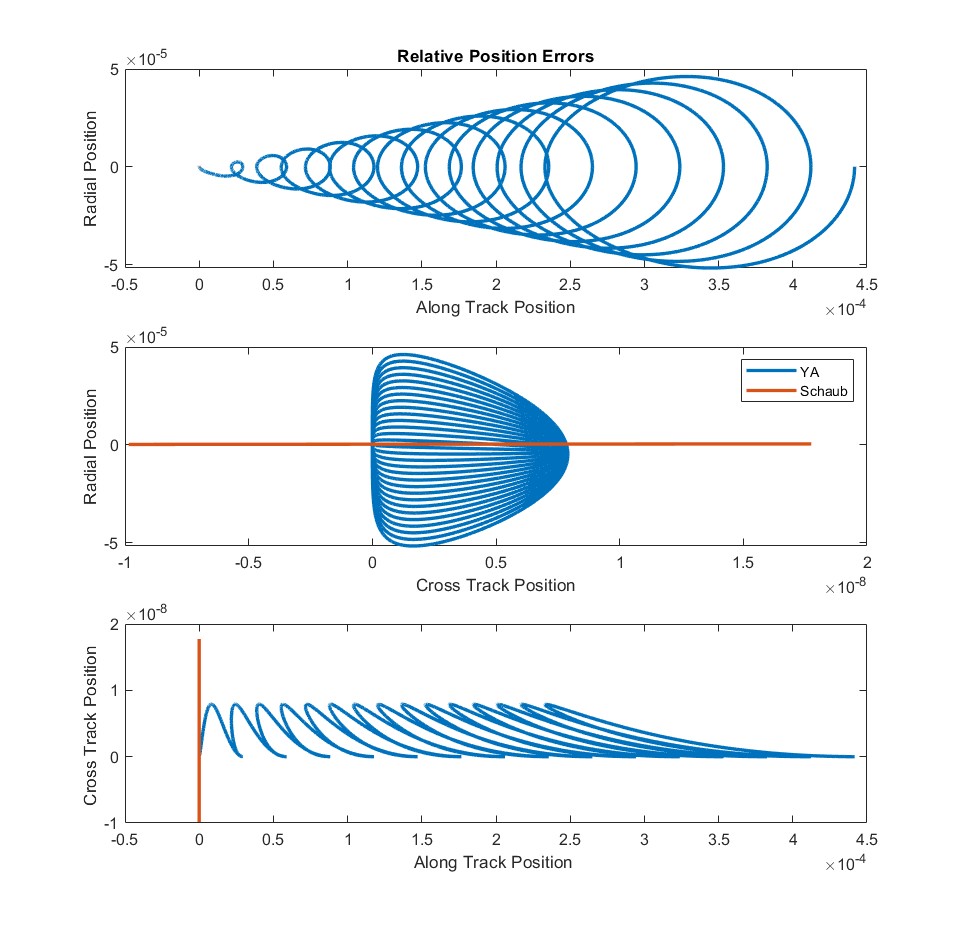 Relative Position Errors
×10-5
5
0
-5
Radial Position
-0.5 0 0.5 1 1.5 2 2.5 3 3.5 4 4.5
Along Track Position
×10-4
×10-5
5
0
-5
Radial Position
YA
Schaub
-1 -0.5 0 0.5 1 1.5 2
Cross Track Position
×10-8
×10-8
2
1
0
-1
Cross Track Position
-0.5 0 0.5 1 1.5 2 2.5 3 3.5 4 4.5
Along Track Position
×10-4